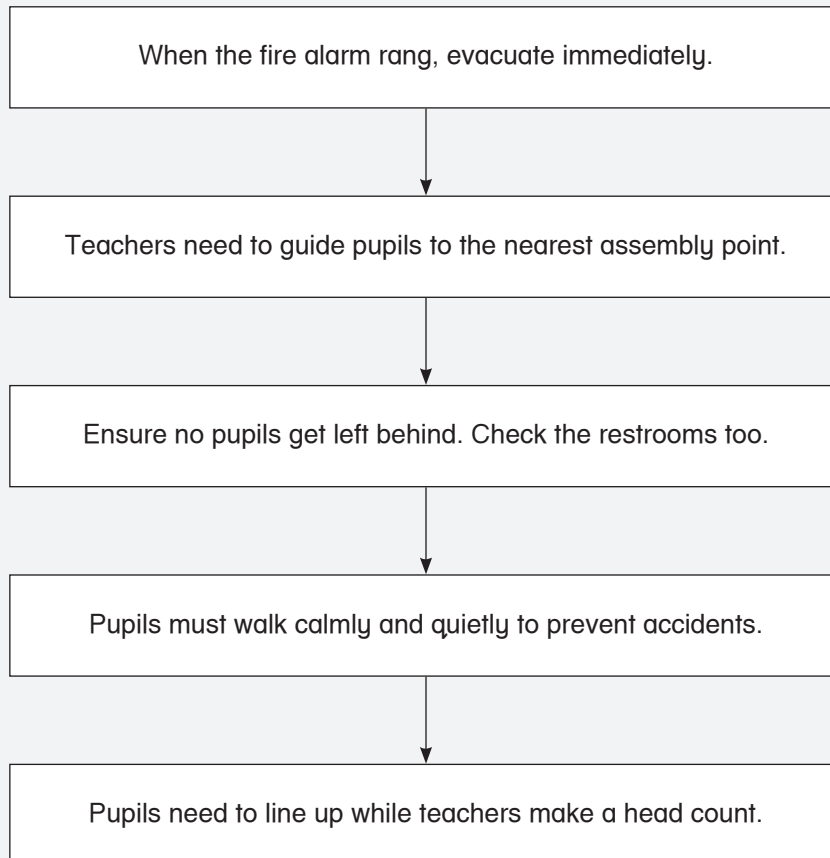 When the fire alarm rang, evacuate immediately.
Teachers need to guide pupils to the nearest assembly point.
Ensure no pupils get left behind. Check the restrooms too.
Pupils must walk calmly and quietly to prevent accidents.
Pupils need to line up while teachers make a head count.